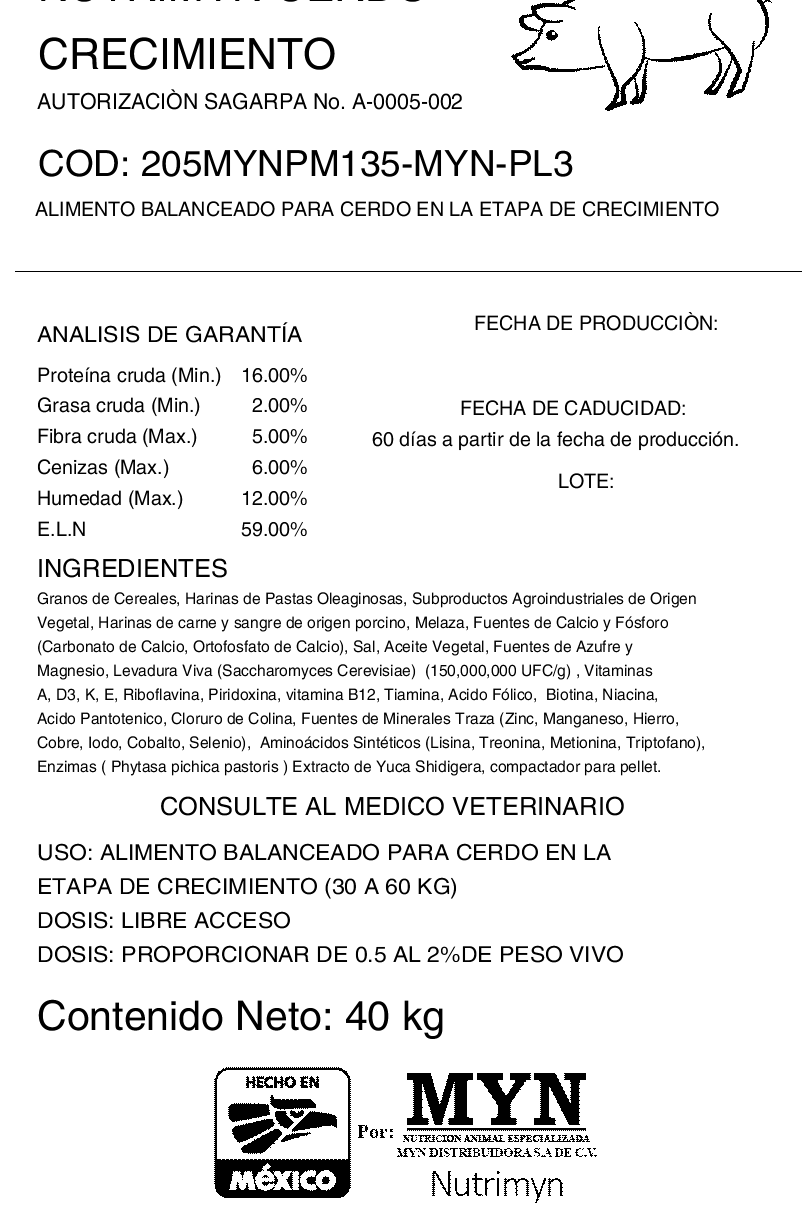 CRECIMIENTO
AUTORIZACIÒN SAGARPA No. A-0005-002
COD: 205MYNPM135-MYN-PL3
ALIMENTO BALANCEADO PARA CERDO EN LA ETAPA DE CRECIMIENTO
FECHA DE PRODUCCIÒN:
ANALISIS DE GARANTÍA
Proteína cruda (Min.) 16.00%
Grasa cruda (Min.) 2.00%
FECHA DE CADUCIDAD:
Fibra cruda (Max.) 5.00%
60 días a partir de la fecha de producción.
Cenizas (Max.) 6.00%
LOTE:
Humedad (Max.) 12.00%
E.L.N 59.00%
INGREDIENTES
Granos de Cereales, Harinas de Pastas Oleaginosas, Subproductos Agroindustriales de Origen
Vegetal, Harinas de carne y sangre de origen porcino, Melaza, Fuentes de Calcio y Fósforo
(Carbonato de Calcio, Ortofosfato de Calcio), Sal, Aceite Vegetal, Fuentes de Azufre y
Magnesio, Levadura Viva (Saccharomyces Cerevisiae) (150,000,000 UFC/g) , Vitaminas
A, D3, K, E, Riboflavina, Piridoxina, vitamina B12, Tiamina, Acido Fólico, Biotina, Niacina,
Acido Pantotenico, Cloruro de Colina, Fuentes de Minerales Traza (Zinc, Manganeso, Hierro,
Cobre, Iodo, Cobalto, Selenio), Aminoácidos Sintéticos (Lisina, Treonina, Metionina, Triptofano),
Enzimas ( Phytasa pichica pastoris ) Extracto de Yuca Shidigera, compactador para pellet.
CONSULTE AL MEDICO VETERINARIO
USO: ALIMENTO BALANCEADO PARA CERDO EN LA
ETAPA DE CRECIMIENTO (30 A 60 KG)
DOSIS: LIBRE ACCESO
DOSIS: PROPORCIONAR DE 0.5 AL 2%DE PESO VIVO
Contenido Neto: 40 kg
HECHO EN
MéXICO
Por:
MYN
NUTRICION ANIMAL ESPECIALIZADA
MYN DISTRIBUIDORA S.A DE C.V.
Nutrimyn